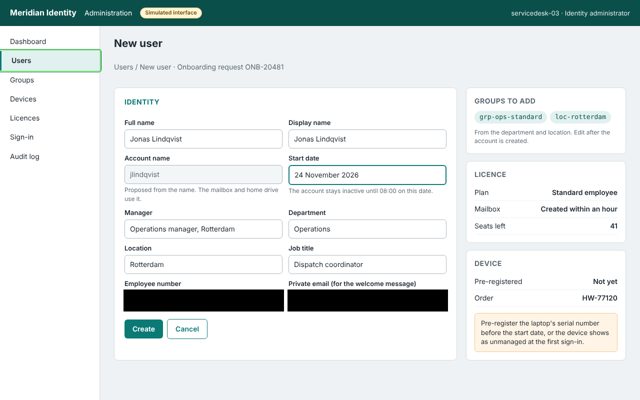 Meridian Identity
Administration
Simulated interface
servicedesk-03 · Identity administrator
Dashboard
Users
Groups
Devices
Licences
Sign-in
Audit log
New user
Users / New user · Onboarding request ONB-20481
IDENTITY
Full name
Jonas Lindqvist
Display name
Jonas Lindqvist
Account name
jlindqvist
Proposed from the name. The mailbox and home drive
use it.
Start date
24 November 2026
The account stays inactive until 08:00 on this date.
Manager
Operations manager, Rotterdam
Department
Operations
Location
Rotterdam
Job title
Dispatch coordinator
Employee number
Private email (for the welcome message)
Create
Cancel
GROUPS TO ADD
grp-ops-standard
loc-rotterdam
From the department and location. Edit after the
account is created.
LICENCE
Plan
Standard employee
Mailbox
Created within an hour
Seats left
41
DEVICE
Pre-registered
Not yet
Order
HW-77120
Pre-register the laptop's serial number
before the start date, or the device shows
as unmanaged at the first sign-in.